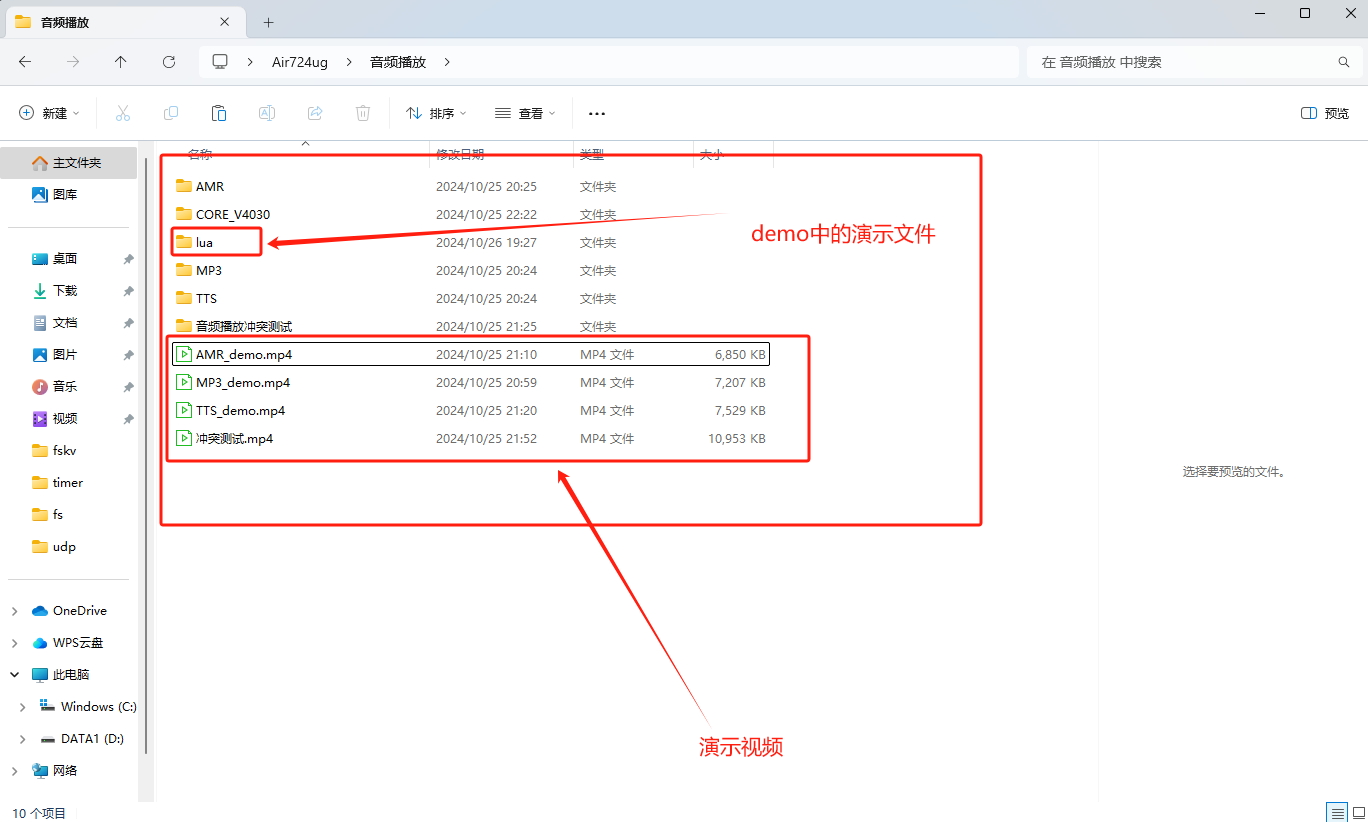 音频播放
Air724ug
音频播放
在 音频播放 中搜索
新建
排序
查看
预览
主文件夹
图库
桌面
下载
文档
图片
音乐
视频
fskv
timer
fs
udp
OneDrive
WPS云盘
此电脑
Windows (C:)
DATA1 (D:)
网络
名称 修改日期 类型 大小
AMR 2024/10/25 20:25 文件夹
CORE_V4030 2024/10/25 22:22 文件夹
lua 2024/10/26 19:27 文件夹
MP3 2024/10/25 20:24 文件夹
TTS 2024/10/25 20:24 文件夹
音频播放冲突测试 2024/10/25 21:25 文件夹
AMR_demo.mp4 2024/10/25 21:10 MP4 文件 6,850 KB
MP3_demo.mp4 2024/10/25 20:59 MP4 文件 7,207 KB
TTS_demo.mp4 2024/10/25 21:20 MP4 文件 7,529 KB
冲突测试.mp4 2024/10/25 21:52 MP4 文件 10,953 KB
demo中的演示文件
演示视频
选择要预览的文件。
10 个项目